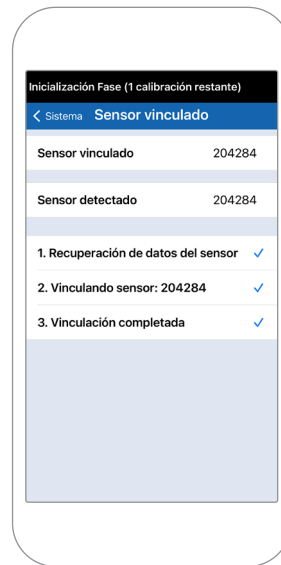 Inicialización Fase (1 calibración restante)
Sistema Sensor vinculado
Sensor vinculado 204284
Sensor detectado 204284
1. Recuperación de datos del sensor
2. Vinculando sensor: 204284
3. Vinculación completada